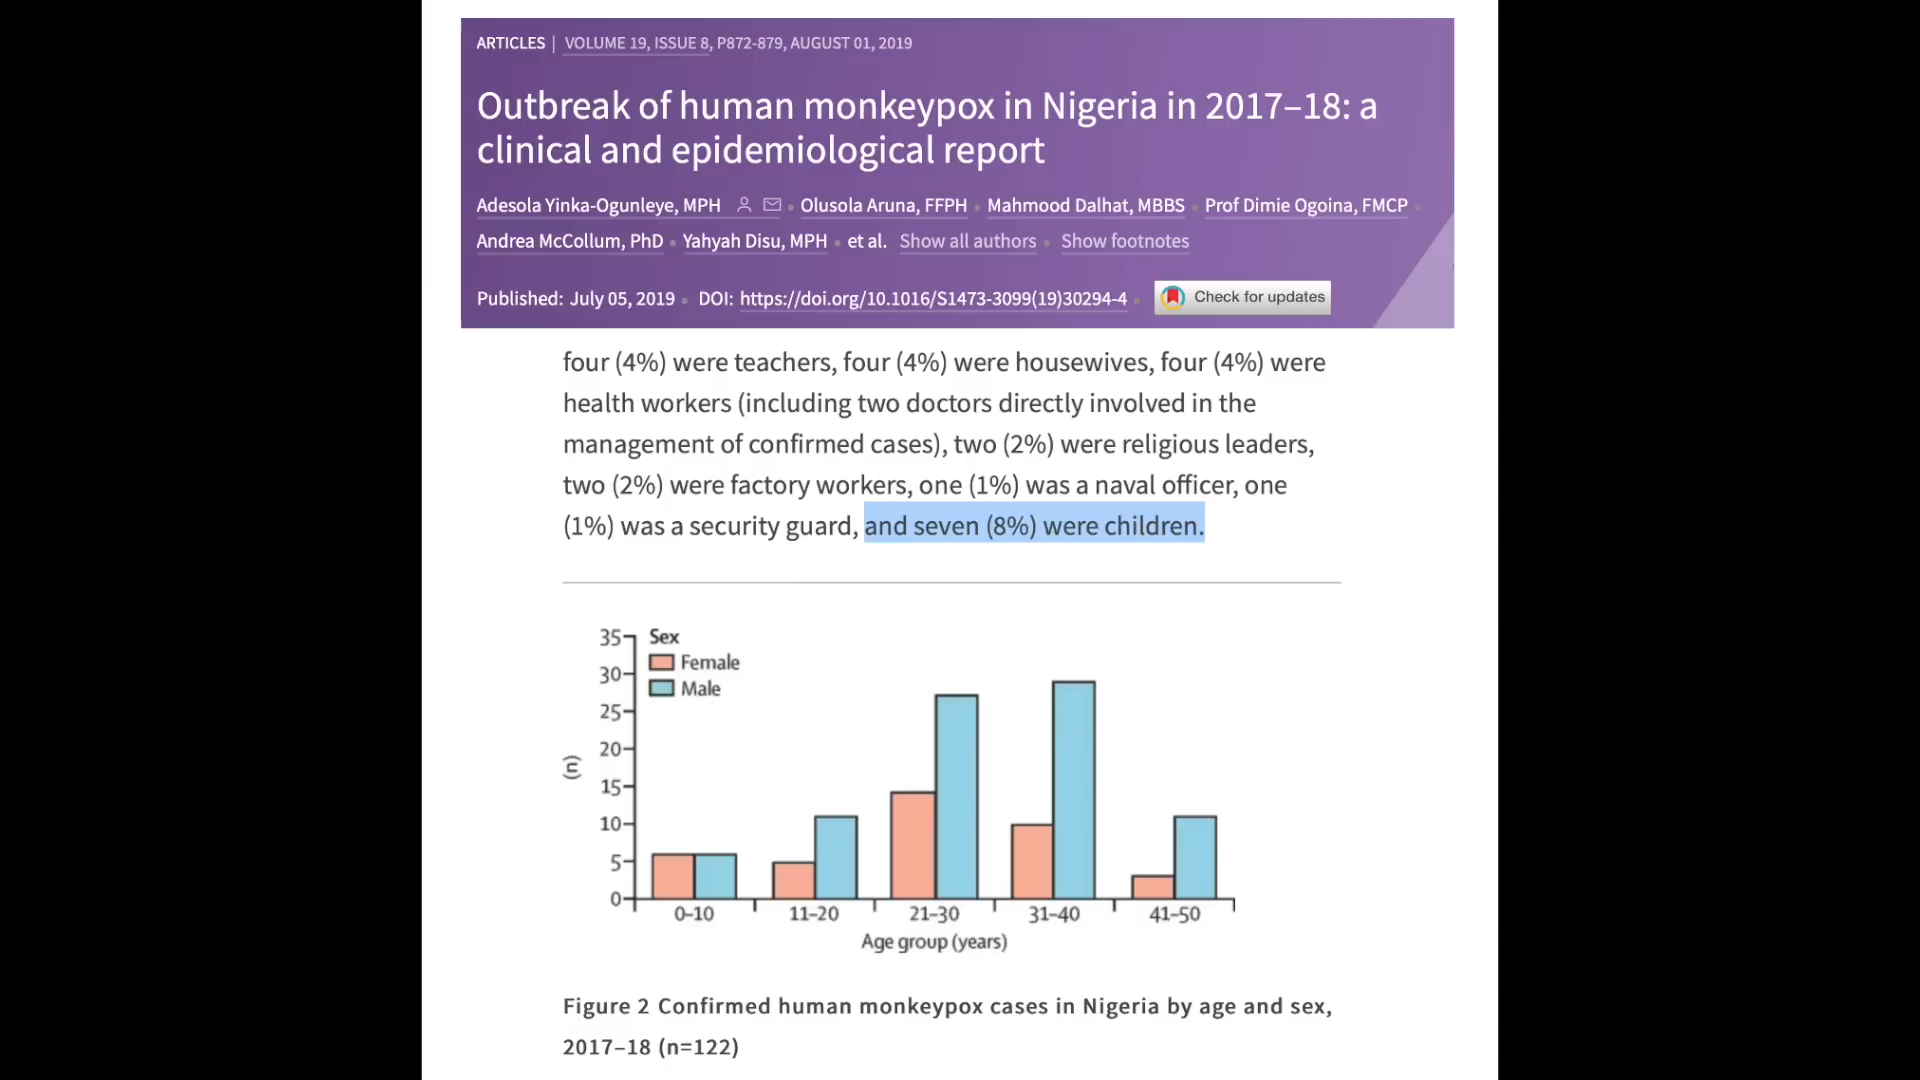 ARTICLES | VOLUME 19, ISSUE 8, P872-879, AUGUST 01, 2019
Outbreak of human monkeypox in Nigeria in 2017–18: a
clinical and epidemiological report
Adesola Yinka-Ogunleye, MPH • Olusola Aruna, FFPH • Mahmood Dalhat, MBBS • Prof Dimie Ogoina, FMCP •
Andrea McCollum, PhD • Yahyah Disu, MPH • et al. Show all authors • Show footnotes
Published: July 05, 2019 • DOI: https://doi.org/10.1016/S1473-3099(19)30294-4 • Check for updates
four (4%) were teachers, four (4%) were housewives, four (4%) were
health workers (including two doctors directly involved in the
management of confirmed cases), two (2%) were religious leaders,
two (2%) were factory workers, one (1%) was a naval officer, one
(1%) was a security guard, and seven (8%) were children.
35
Sex
Female
30
Male
25
20
(n)
15
10
5
0
0–10 11–20 21–30 31–40 41–50
Age group (years)
Figure 2 Confirmed human monkeypox cases in Nigeria by age and sex,
2017–18 (n=122)